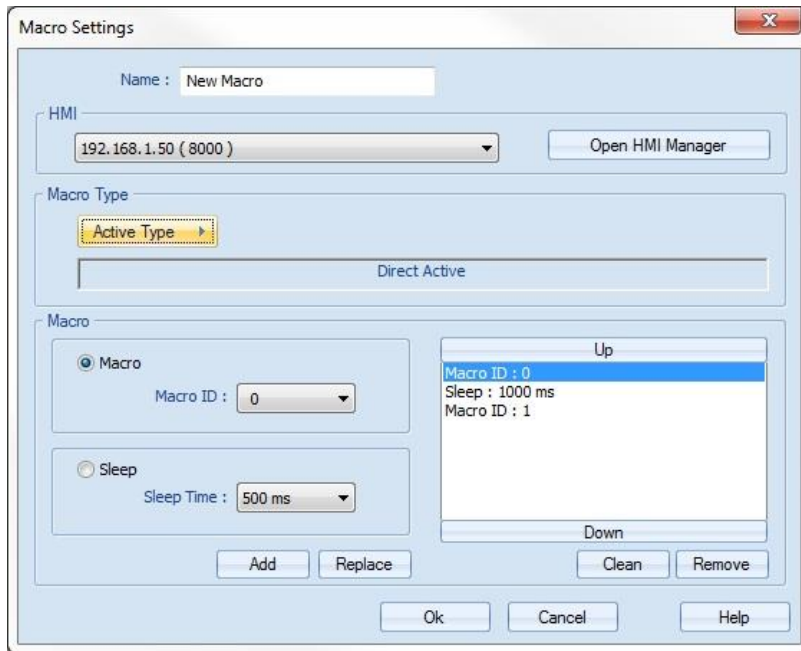 Macro Settings
Name : New Macro
HMI
192.168.1.50 ( 8000 )
Open HMI Manager
Macro Type
Active Type
Direct Active
Macro
Macro
Macro ID : 0
Sleep
Sleep Time : 500 ms
Add
Replace
Up
Macro ID : 0
Sleep : 1000 ms
Macro ID : 1
Down
Clean
Remove
Ok
Cancel
Help